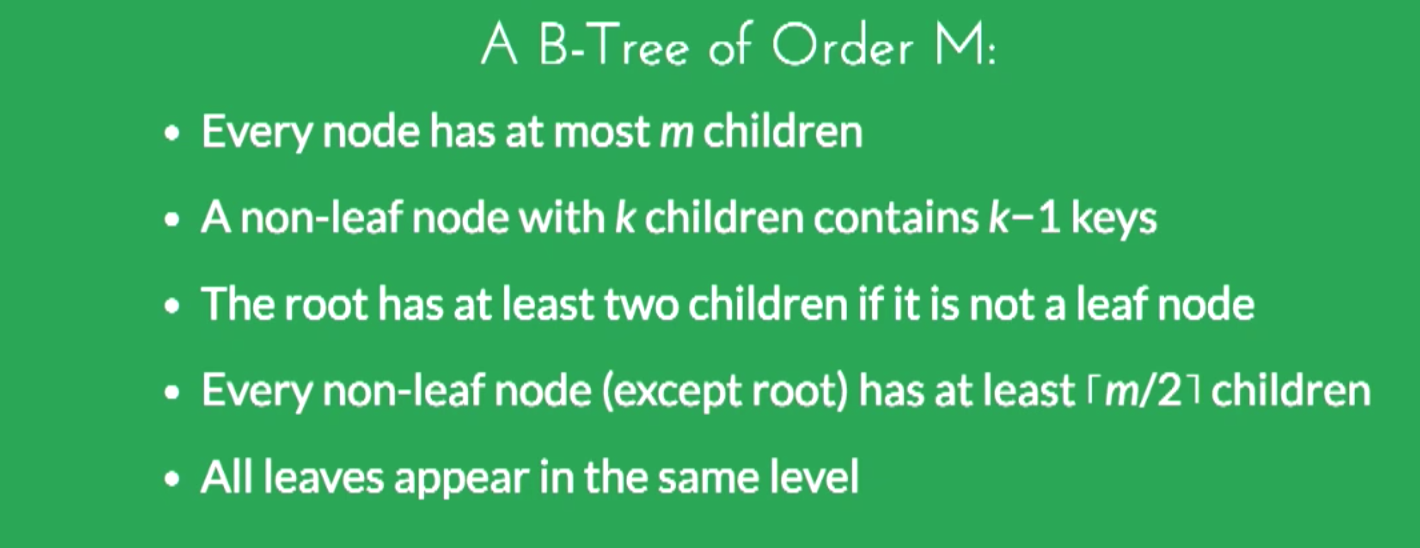 A B-Tree of Order M:
• Every node has at most m children
• A non-leaf node with k children contains k−1 keys
• The root has at least two children if it is not a leaf node
• Every non-leaf node (except root) has at least ⌈m/2⌉ children
• All leaves appear in the same level